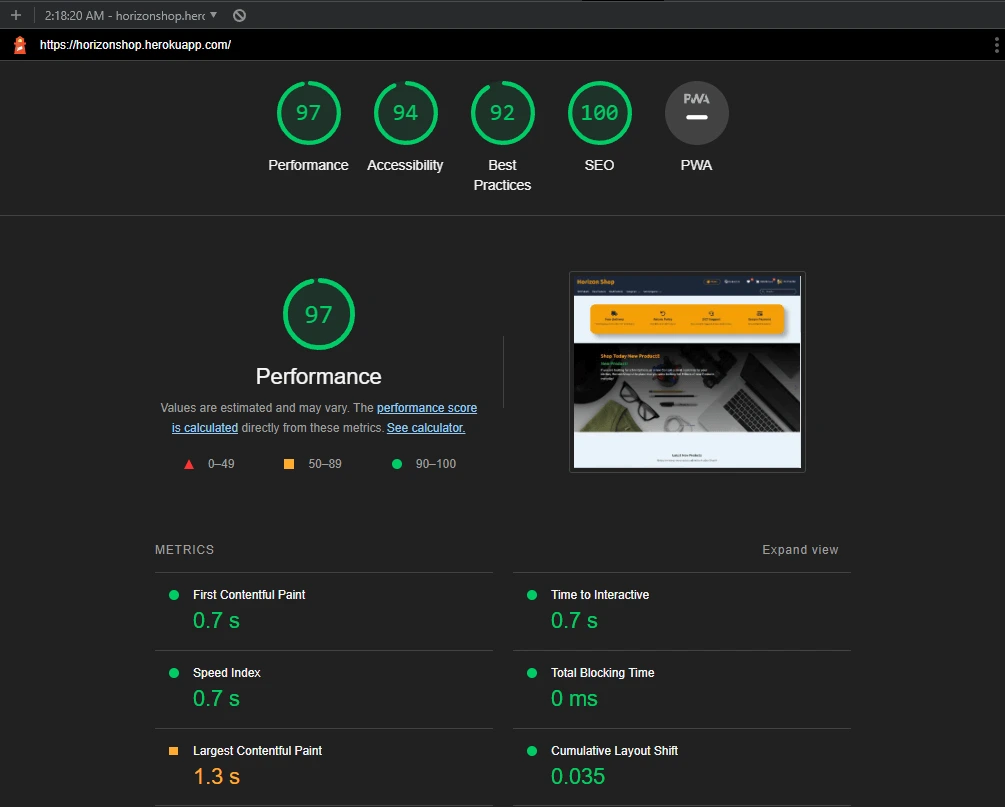 2:18:20 AM - horizonshop.herc
https://horizonshop.herokuapp.com/
97 94 92 100 PWA
Performance Accessibility Best Practices SEO PWA
97
Performance
Values are estimated and may vary. The performance score
is calculated directly from these metrics. See calculator.
0–49 50–89 90–100
Horizon Shop
Shop Today New Products
METRICS Expand view
First Contentful Paint
0.7 s
Time to Interactive
0.7 s
Speed Index
0.7 s
Total Blocking Time
0 ms
Largest Contentful Paint
1.3 s
Cumulative Layout Shift
0.035